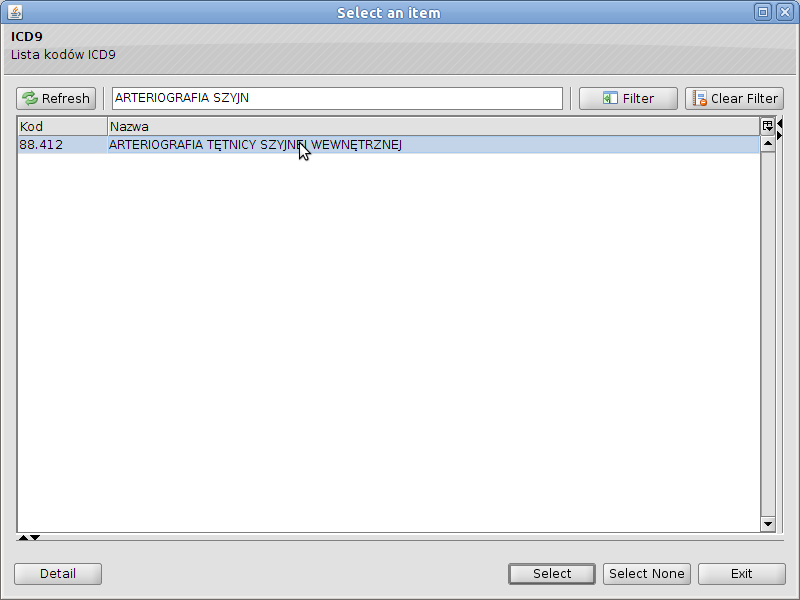 Select an item
ICD9
Lista kodów ICD9
Refresh ARTERIOGRAFIA SZYJN Filter Clear Filter
Kod Nazwa
88.412 ARTERIOGRAFIA TĘTNICY SZYJNEJ WEWNĘTRZNEJ
Detail Select Select None Exit